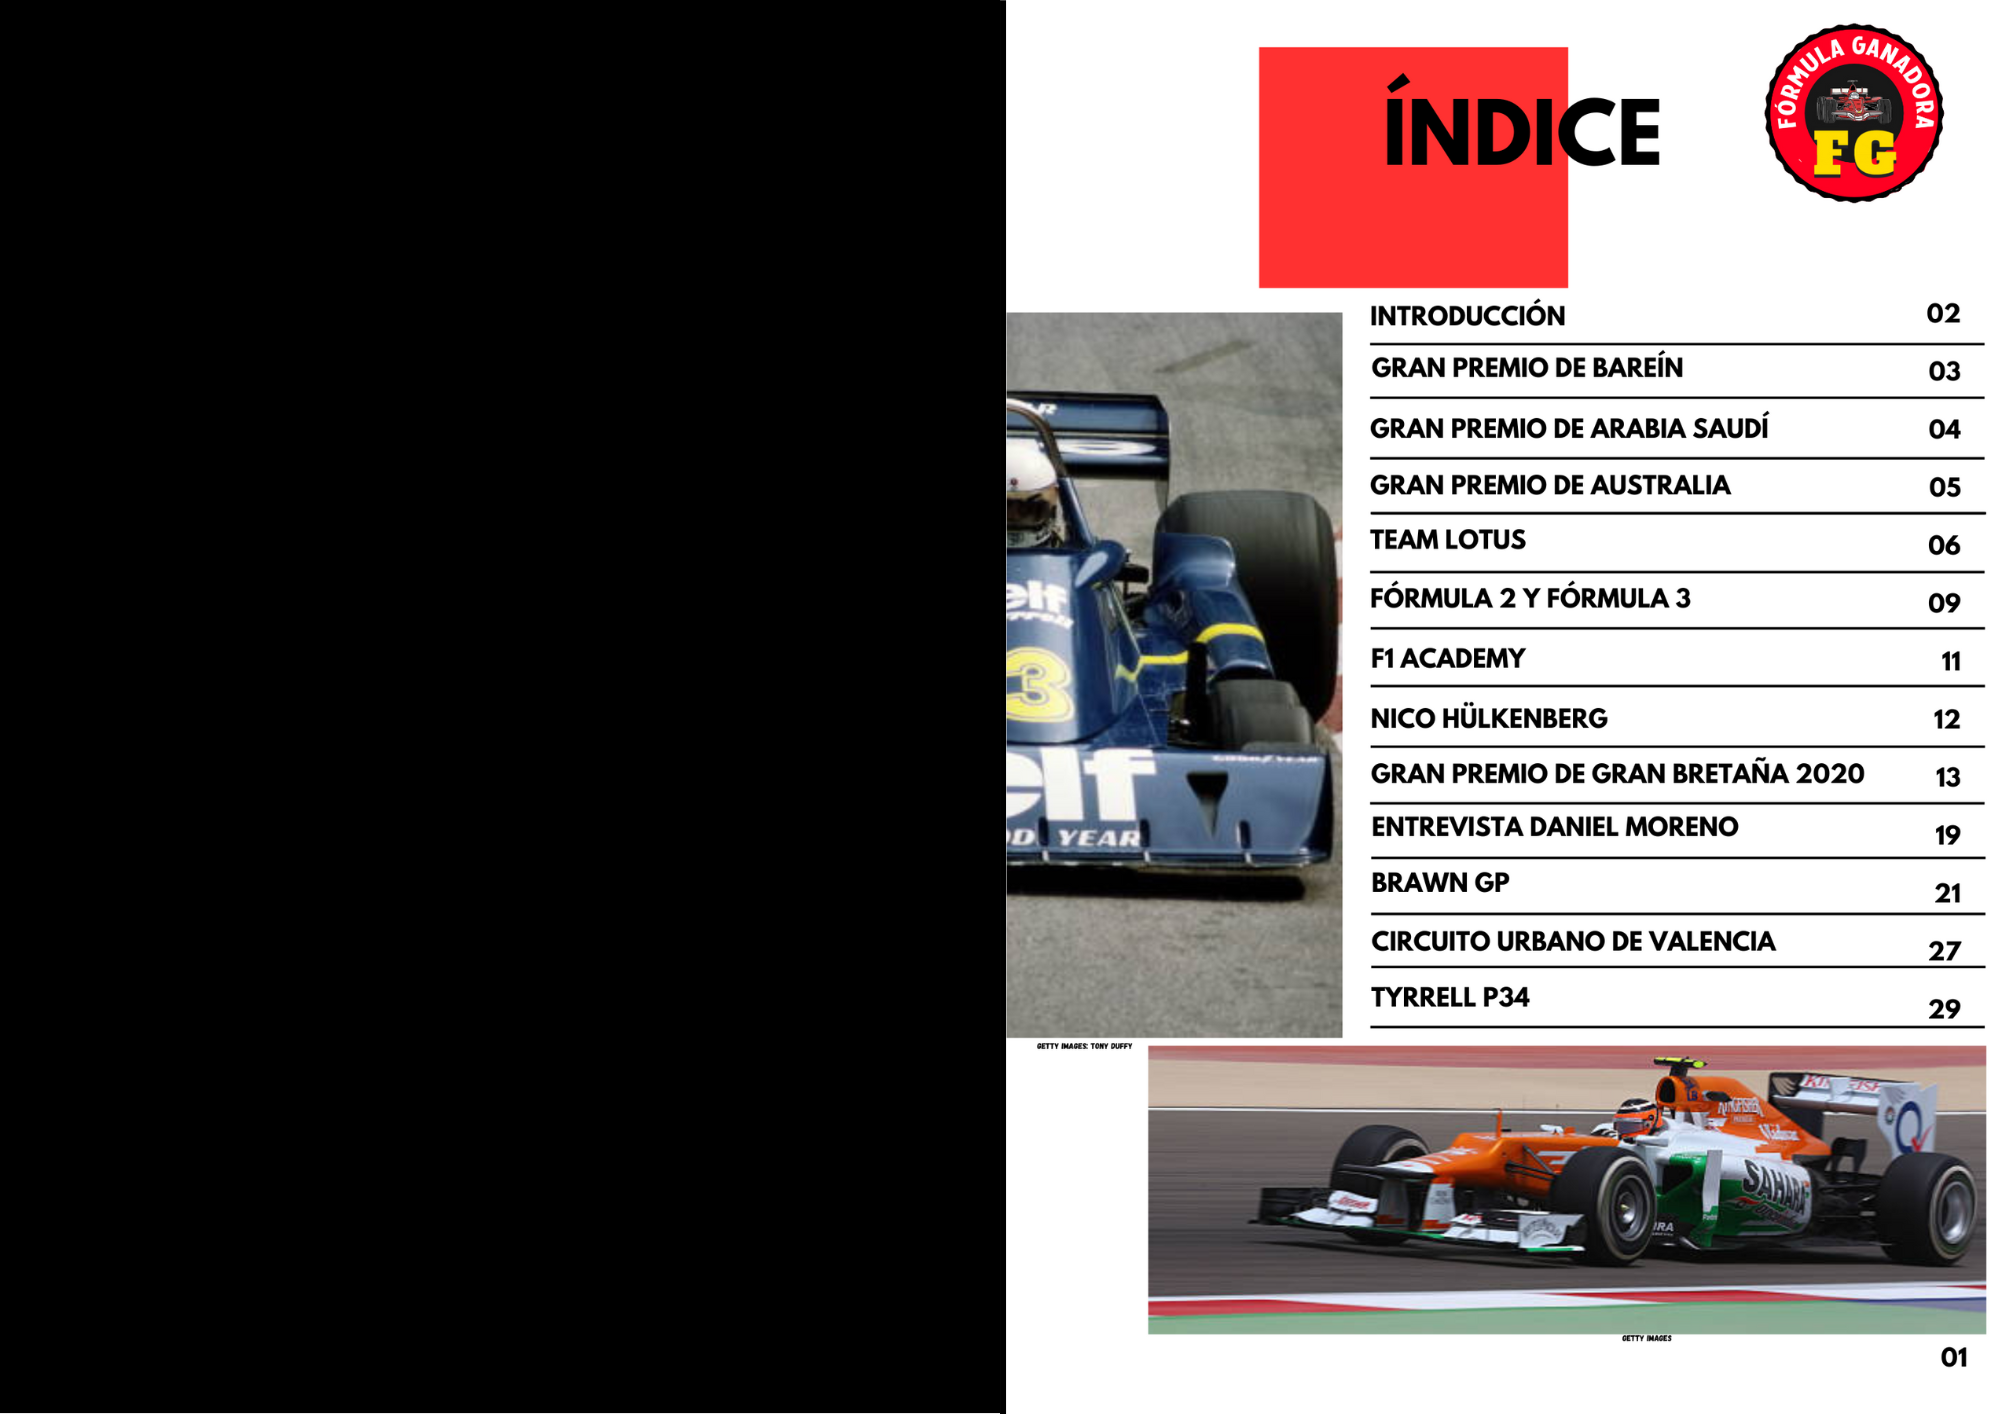 ÍNDICE
FÓRMULA GANADORA
FG
INTRODUCCIÓN 02
GRAN PREMIO DE BAREÍN 03
GRAN PREMIO DE ARABIA SAUDÍ 04
GRAN PREMIO DE AUSTRALIA 05
TEAM LOTUS 06
FÓRMULA 2 Y FÓRMULA 3 09
F1 ACADEMY 11
NICO HÜLKENBERG 12
GRAN PREMIO DE GRAN BRETAÑA 2020 13
ENTREVISTA DANIEL MORENO 19
BRAWN GP 21
CIRCUITO URBANO DE VALENCIA 27
TYRRELL P34 29
elf
3
elf
YEAR
GETTY IMAGES: TONY DUFFY
KINGFISHER
SAHARA
GETTY IMAGES
01